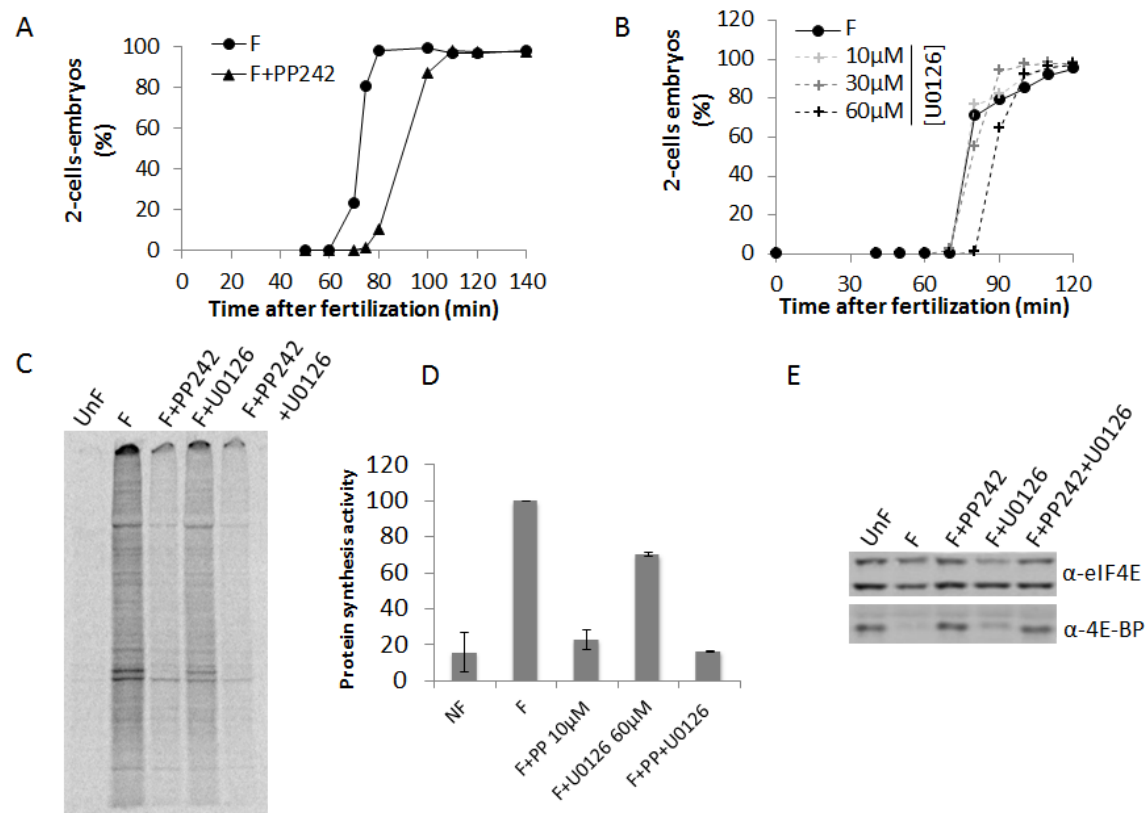 A
F
F+PP242
2-cells-embryos
(%)
120
100
80
60
40
20
0
0 20 40 60 80 100 120 140
Time after fertilization (min)
B
F
10µM
30µM
60µM
[U0126]
2-cells embryos
(%)
120
100
80
60
40
20
0
0 30 60 90 120
Time after fertilization (min)
C
UnF
F
F+PP242
F+U0126
F+PP242
+U0126
D
Protein synthesis activity
120
100
80
60
40
20
0
NF
F
F+PP 10µM
F+U0126 60µM
F+PP+U0126
E
UnF
F
F+PP242
F+U0126
F+PP242+U0126
α-eIF4E
α-4E-BP